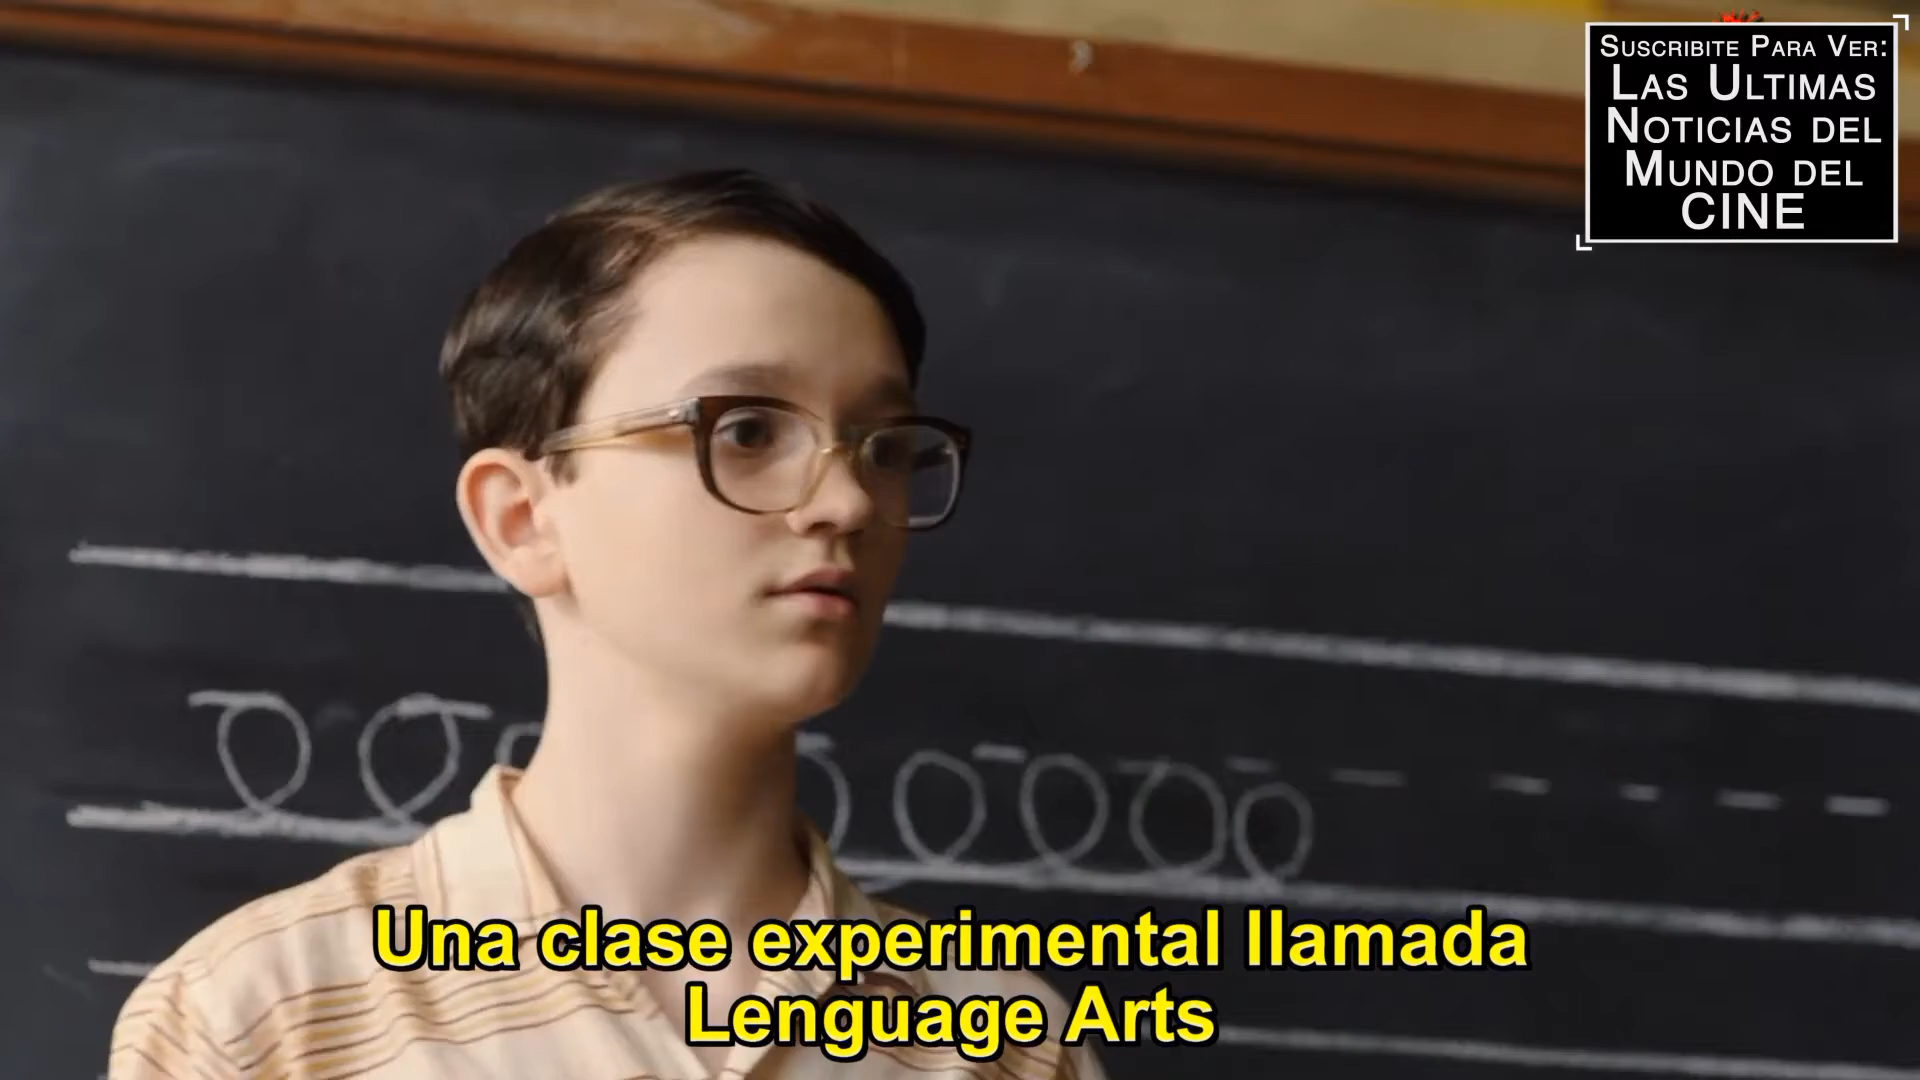 SUSCRIBITE PARA VER:
LAS ULTIMAS
NOTICIAS DEL
MUNDO DEL
CINE
Una clase experimental llamada
Lenguage Arts